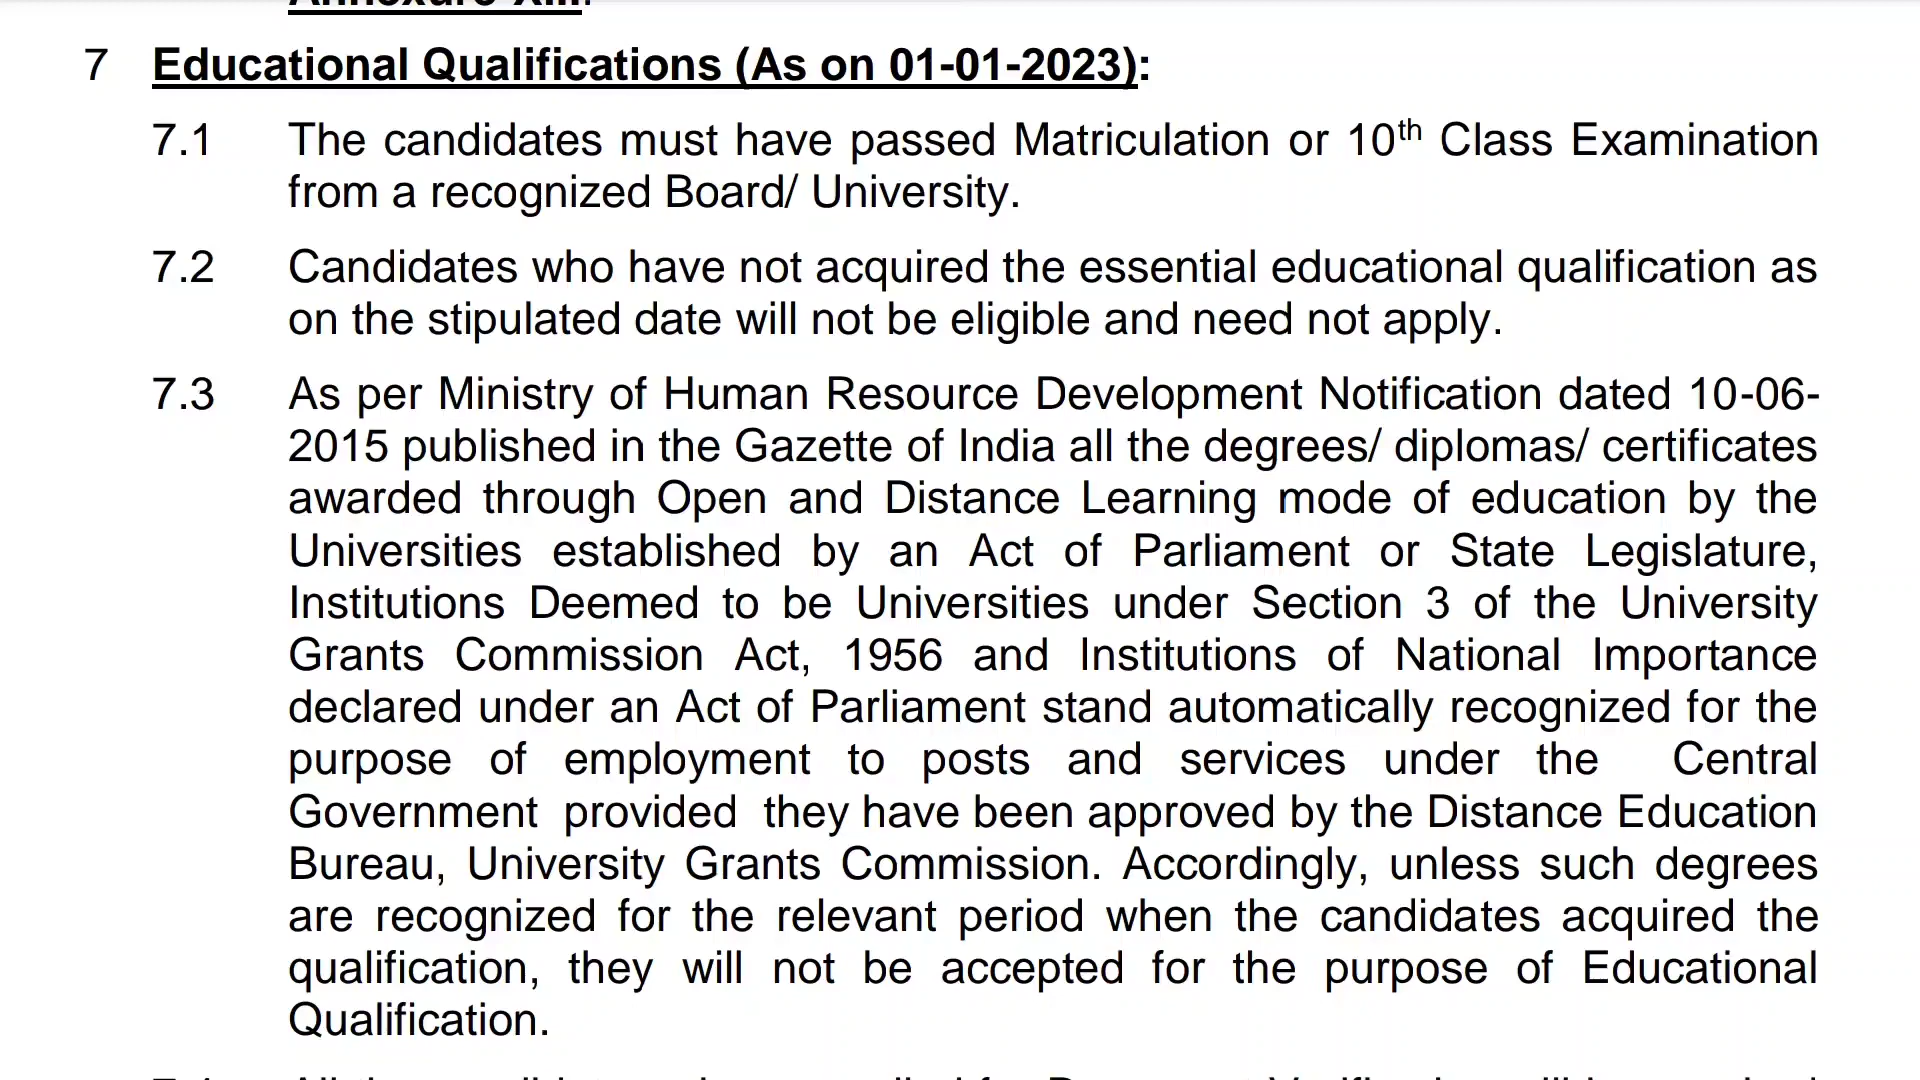 7 Educational Qualifications (As on 01-01-2023):
7.1 The candidates must have passed Matriculation or 10th Class Examination
from a recognized Board/ University.
7.2 Candidates who have not acquired the essential educational qualification as
on the stipulated date will not be eligible and need not apply.
7.3 As per Ministry of Human Resource Development Notification dated 10-06-
2015 published in the Gazette of India all the degrees/ diplomas/ certificates
awarded through Open and Distance Learning mode of education by the
Universities established by an Act of Parliament or State Legislature,
Institutions Deemed to be Universities under Section 3 of the University
Grants Commission Act, 1956 and Institutions of National Importance
declared under an Act of Parliament stand automatically recognized for the
purpose of employment to posts and services under the Central
Government provided they have been approved by the Distance Education
Bureau, University Grants Commission. Accordingly, unless such degrees
are recognized for the relevant period when the candidates acquired the
qualification, they will not be accepted for the purpose of Educational
Qualification.